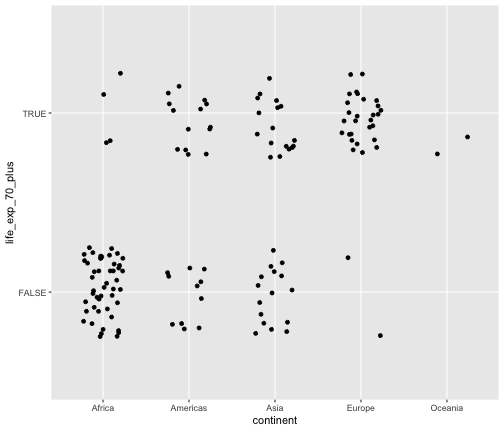 life_exp_70_plus
TRUE
FALSE
Africa Americas Asia Europe Oceania
continent